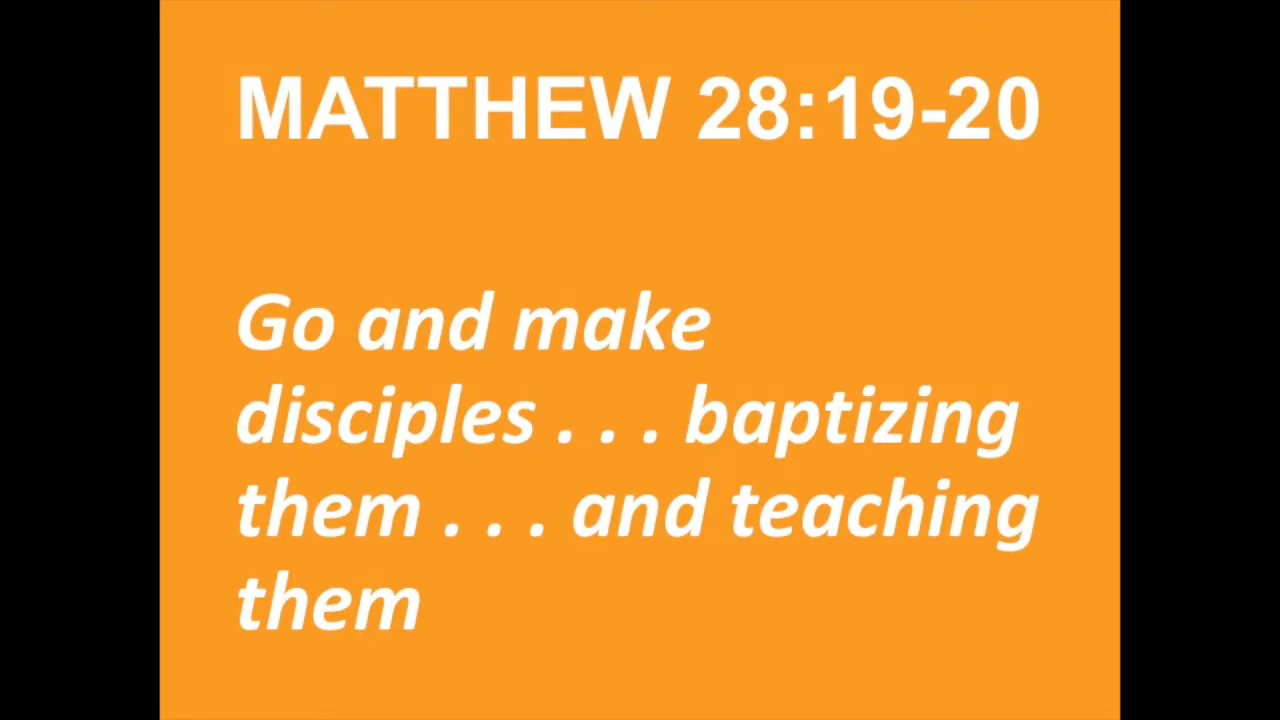 MATTHEW 28:19-20
Go and make
disciples . . . baptizing
them . . . and teaching
them